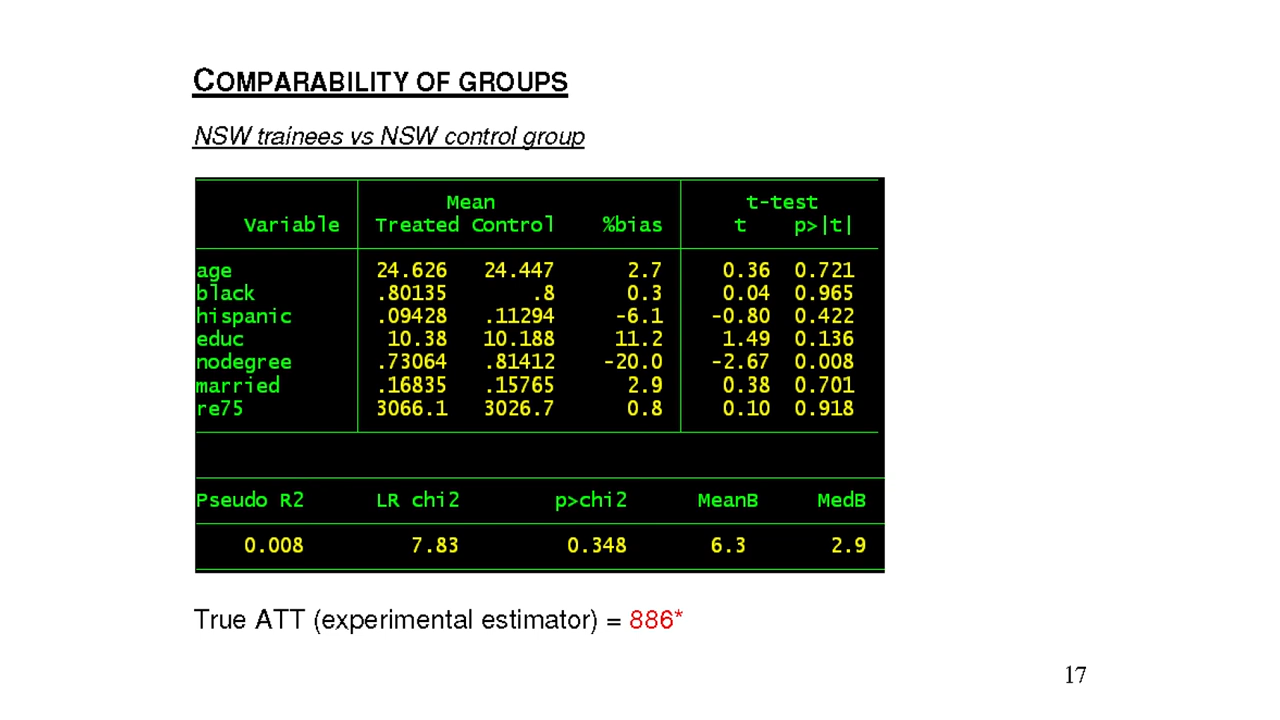 COMPARABILITY OF GROUPS
NSW trainees vs NSW control group
Mean t-test
Variable Treated Control %bias t p>|t|
age 24.626 24.447 2.7 0.36 0.721
black .80135 .8 0.3 0.04 0.965
hispanic .09428 .11294 -6.1 -0.80 0.422
educ 10.38 10.188 11.2 1.49 0.136
nodegree .73064 .81412 -20.0 -2.67 0.008
married .16835 .15765 2.9 0.38 0.701
re75 3066.1 3026.7 0.8 0.10 0.918
Pseudo R2 LR chi2 p>chi2 MeanB MedB
0.008 7.83 0.348 6.3 2.9
True ATT (experimental estimator) = 886*
17